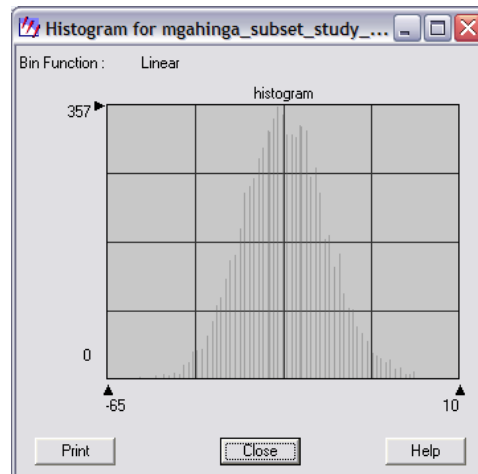 Histogram for mgahinga_subset_study_...
Bin Function : Linear
histogram
357
0
-65 10
Print Close Help